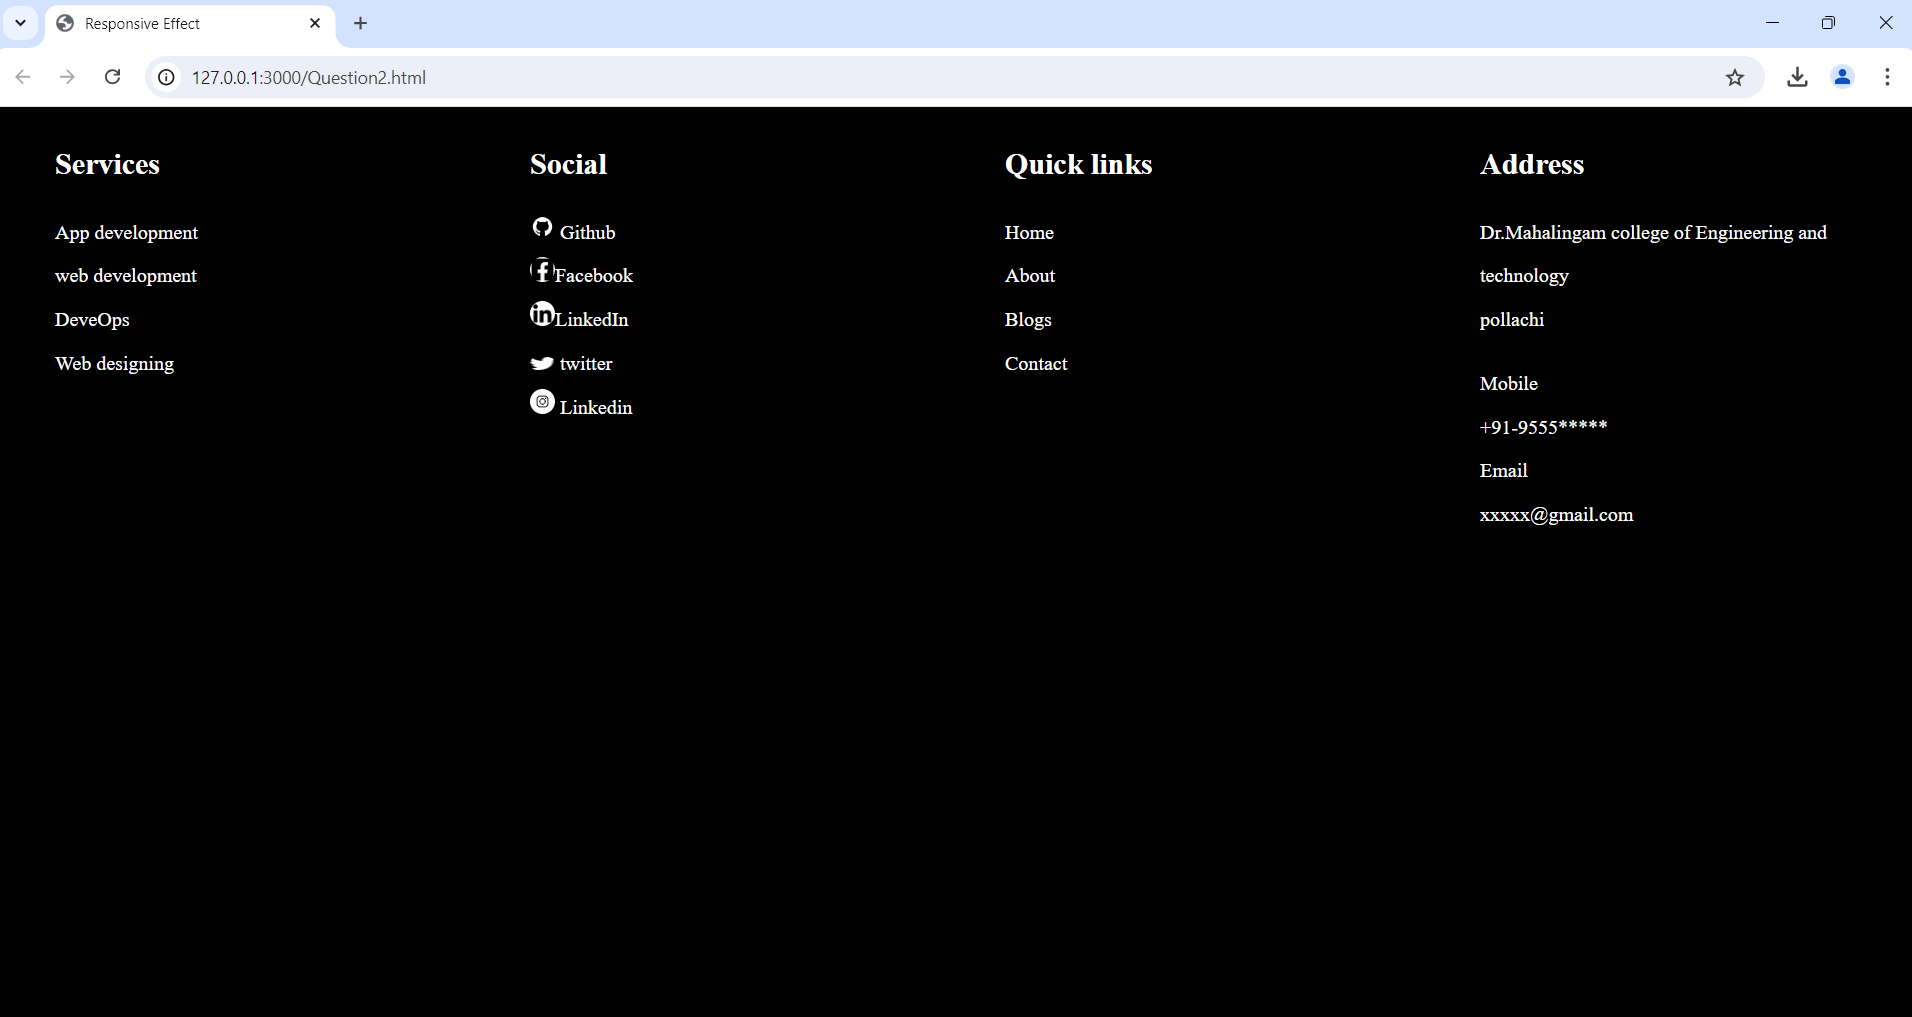 Responsive Effect
127.0.0.1:3000/Question2.html
Services
App development
web development
DeveOps
Web designing
Social
Github
Facebook
LinkedIn
twitter
Linkedin
Quick links
Home
About
Blogs
Contact
Address
Dr.Mahalingam college of Engineering and
technology
pollachi
Mobile
+91-9555*****
Email
xxxxx@gmail.com